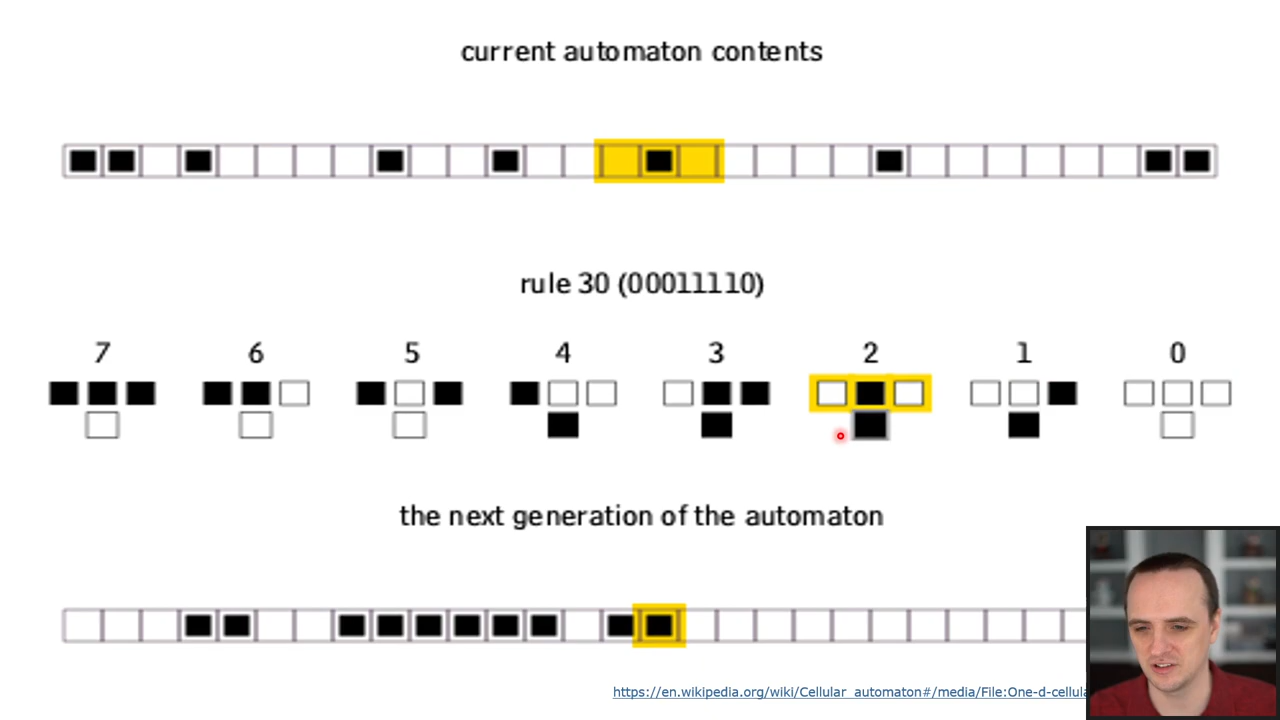 current automaton contents
rule 30 (00011110)
7 6 5 4 3 2 1 0
the next generation of the automaton
https://en.wikipedia.org/wiki/Cellular_automaton#/media/File:One-d-cellula